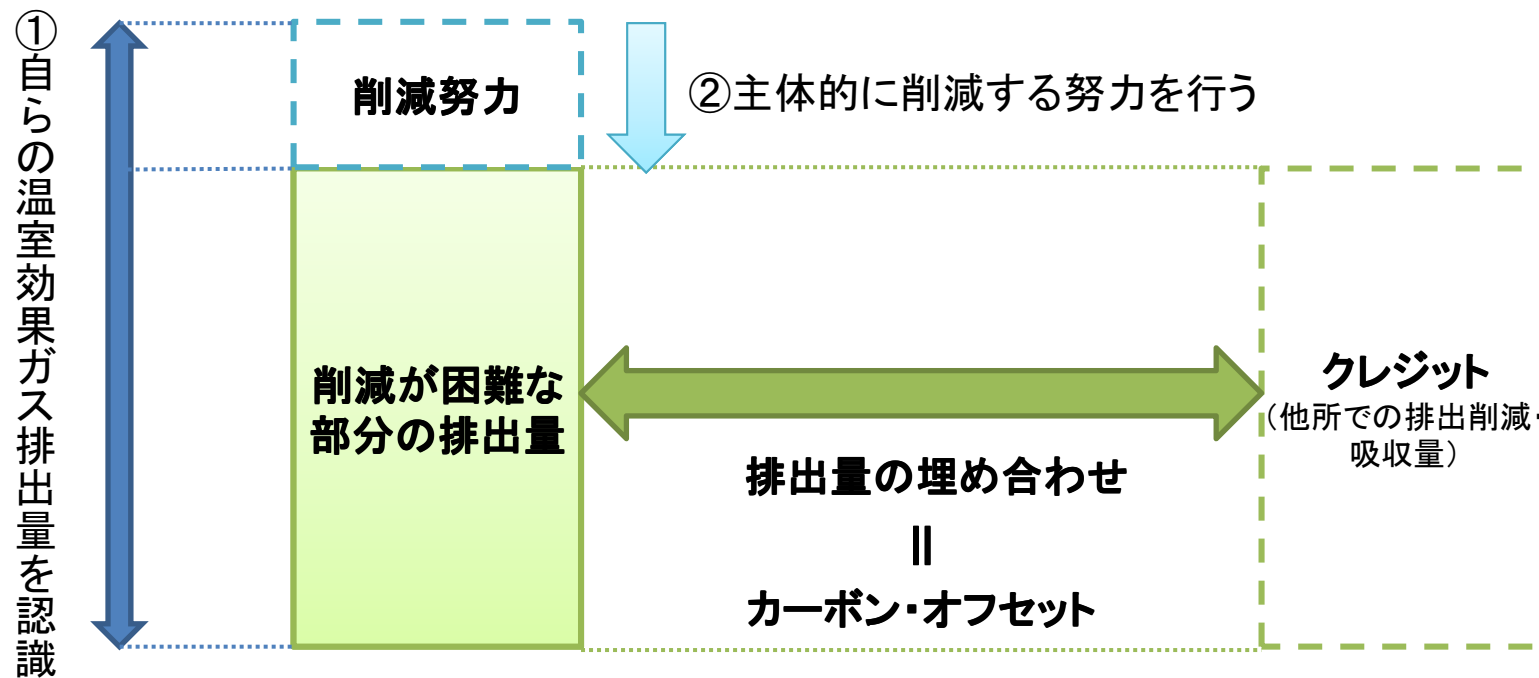 ①自らの温室効果ガス排出量を認識
削減努力
②主体的に削減する努力を行う
削減が困難な
部分の排出量
クレジット
（他所での排出削減・
吸収量）
排出量の埋め合わせ
||
カーボン・オフセット